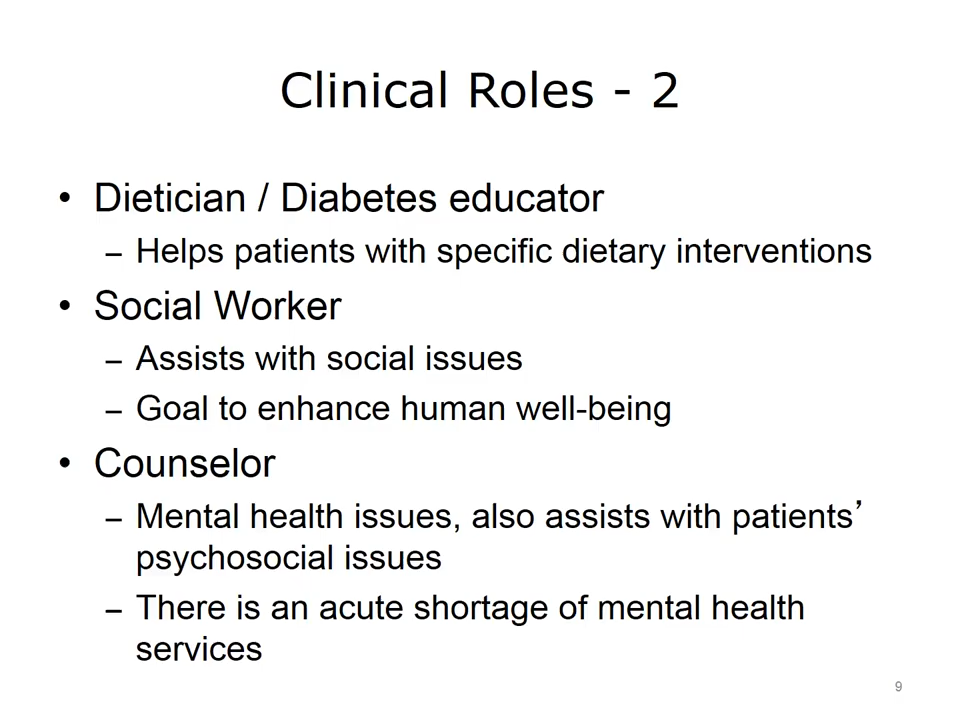 Clinical Roles - 2
• Dietician / Diabetes educator
– Helps patients with specific dietary interventions
• Social Worker
– Assists with social issues
– Goal to enhance human well-being
• Counselor
– Mental health issues, also assists with patients’
psychosocial issues
– There is an acute shortage of mental health
services
9